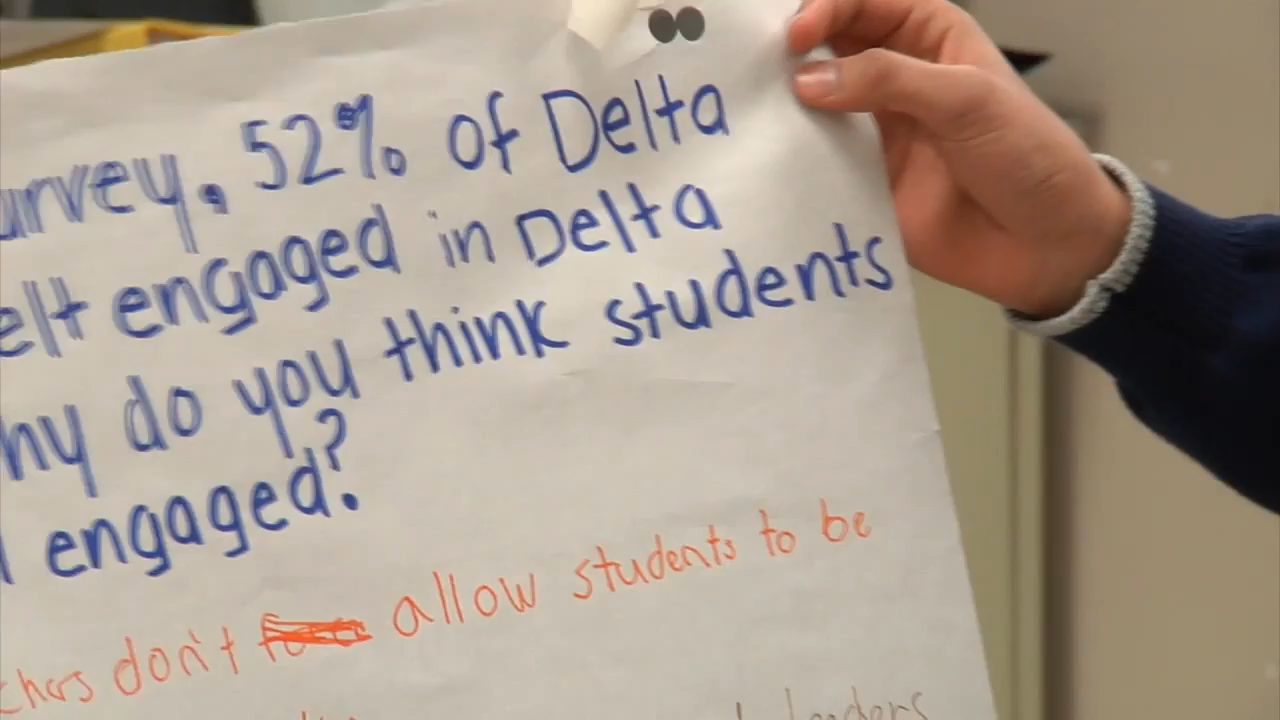 urvey, 52% of Delta
elt engaged in Delta
hy do you think students
engaged?
chers don't allow students to be
leaders